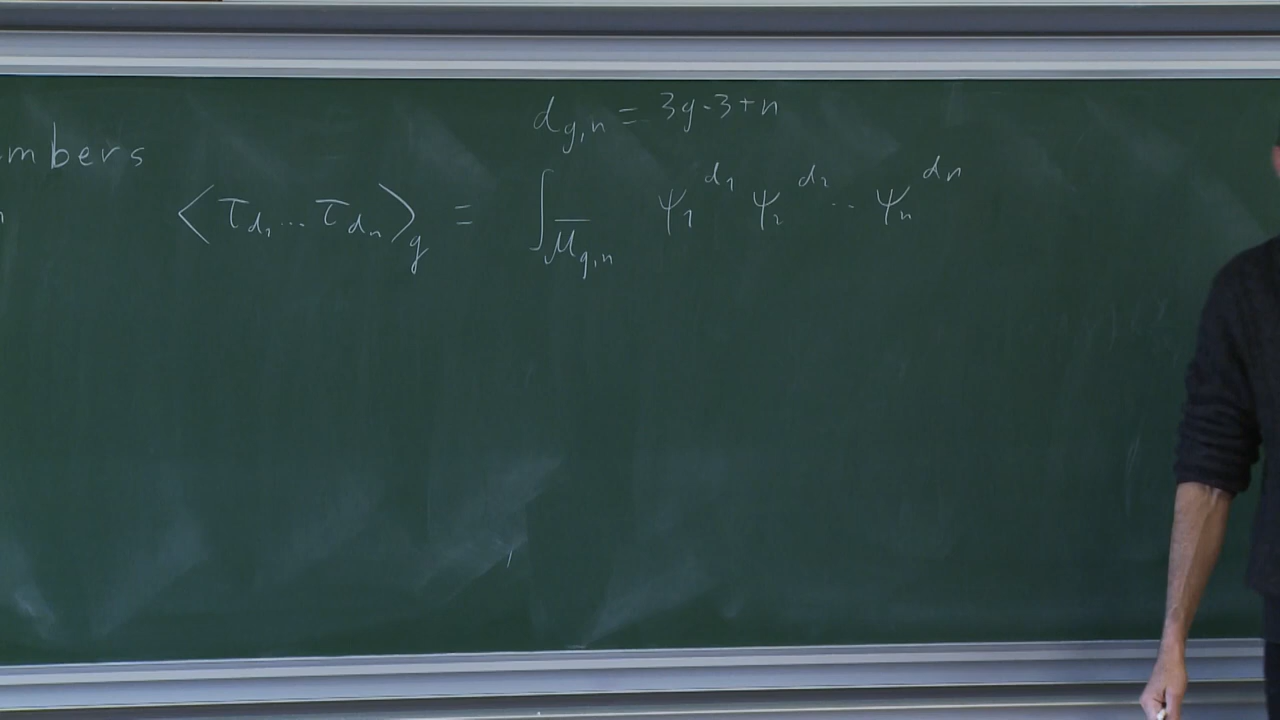 d_{g,n} = 3g-3+n
mbers
⟨τ_{d_1} ... τ_{d_n}⟩_g = ∫_{\overline{M}_{g,n}} ψ_1^{d_1} ψ_2^{d_2} ... ψ_n^{d_n}